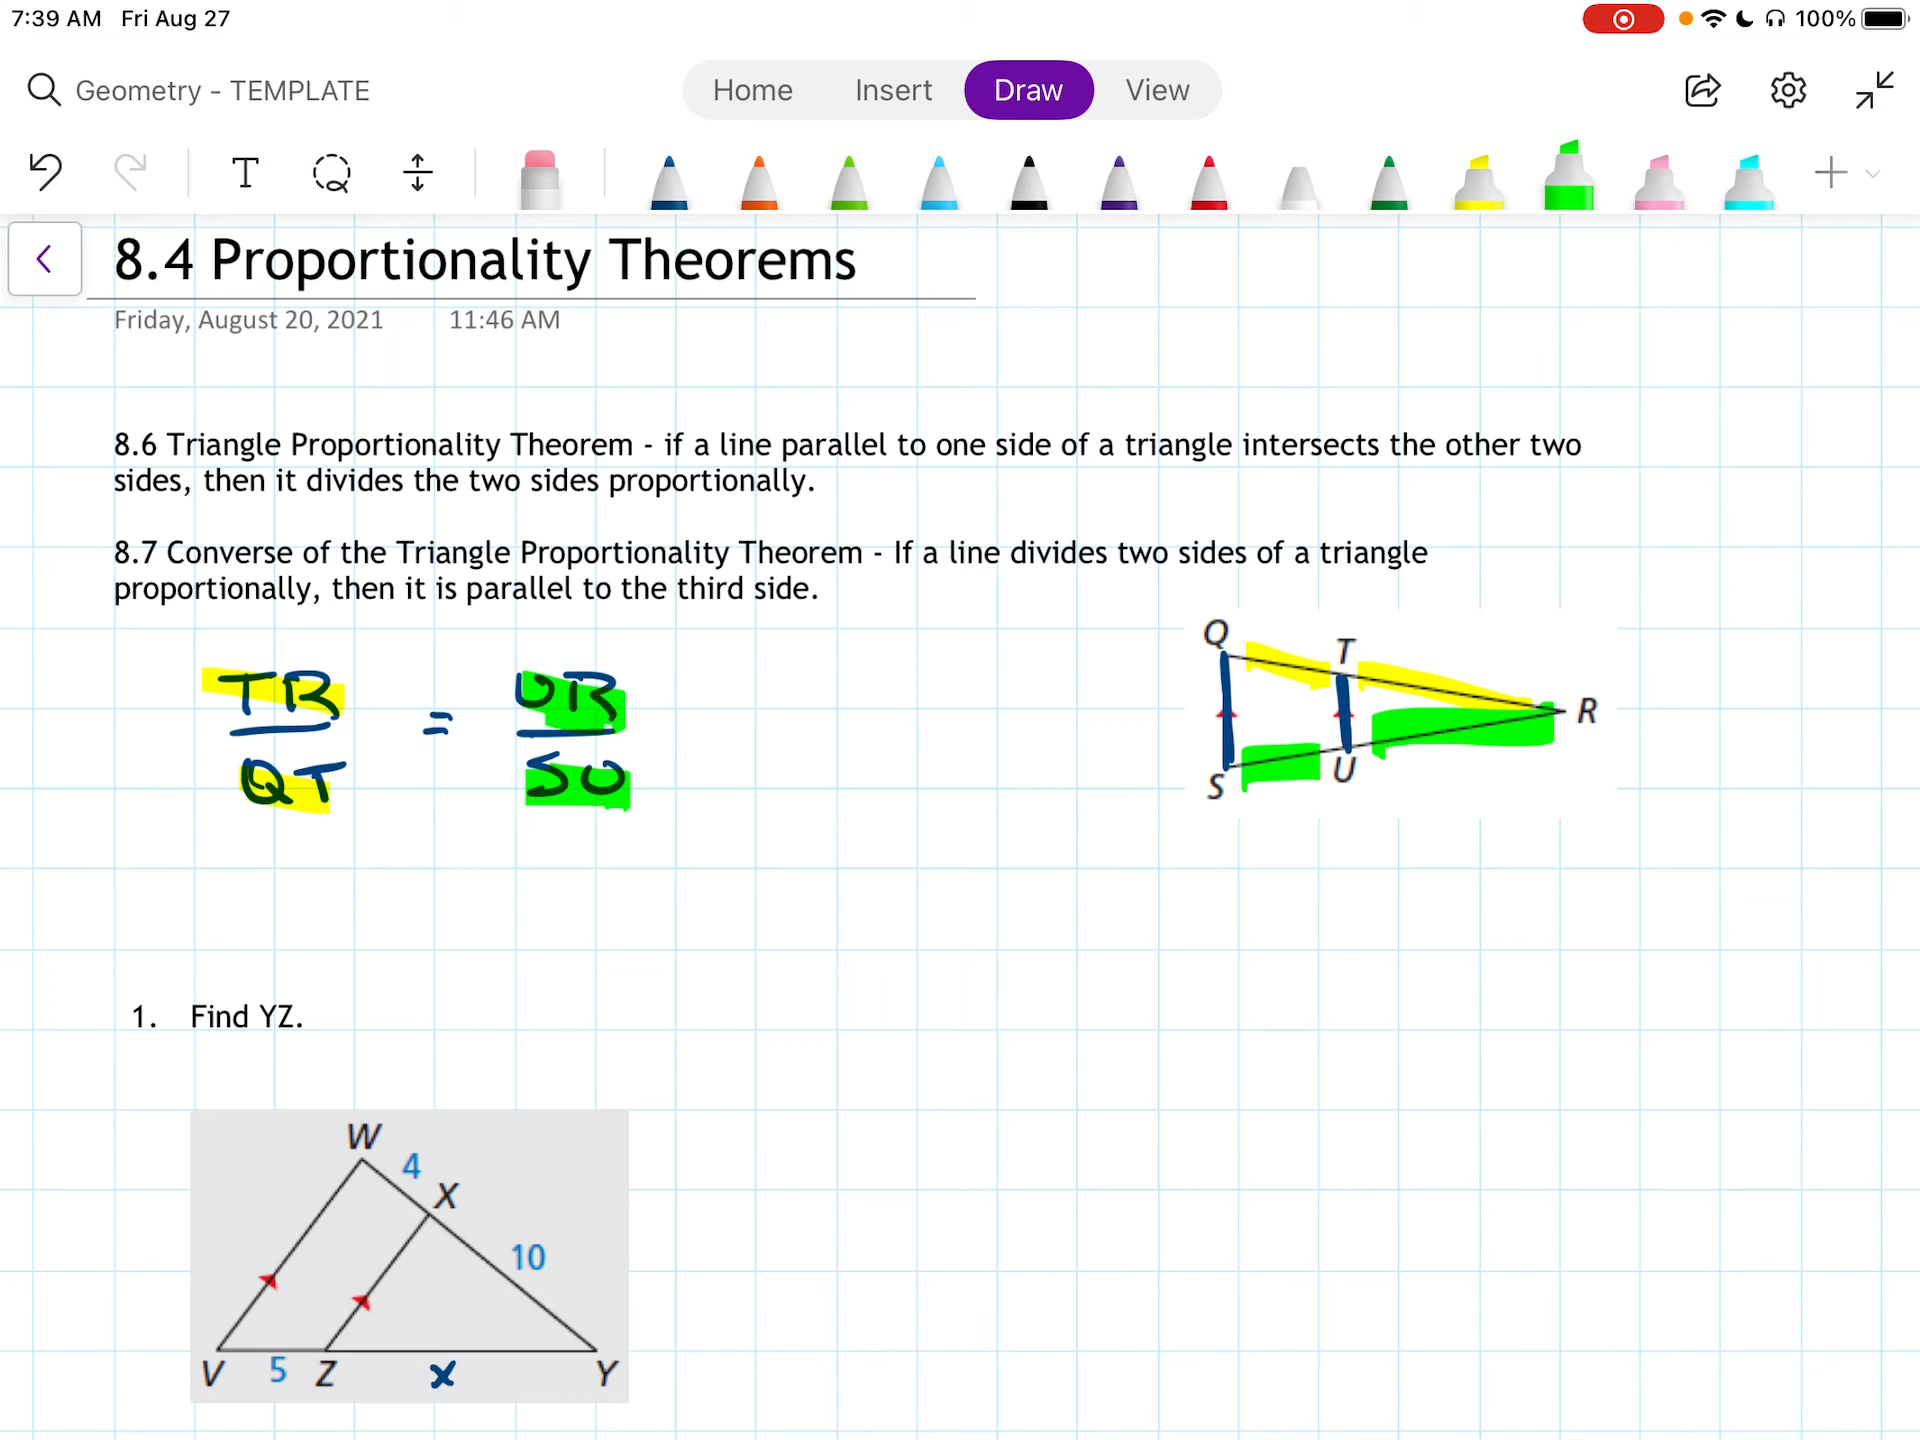 7:39 AM Fri Aug 27 100%
Geometry - TEMPLATE Home Insert Draw View
T
8.4 Proportionality Theorems
Friday, August 20, 2021 11:46 AM
8.6 Triangle Proportionality Theorem - if a line parallel to one side of a triangle intersects the other two
sides, then it divides the two sides proportionally.
8.7 Converse of the Triangle Proportionality Theorem - If a line divides two sides of a triangle
proportionally, then it is parallel to the third side.
TR = UR
QT SU
Q T
R
S U
1. Find YZ.
W
4
X
10
V 5 Z x Y